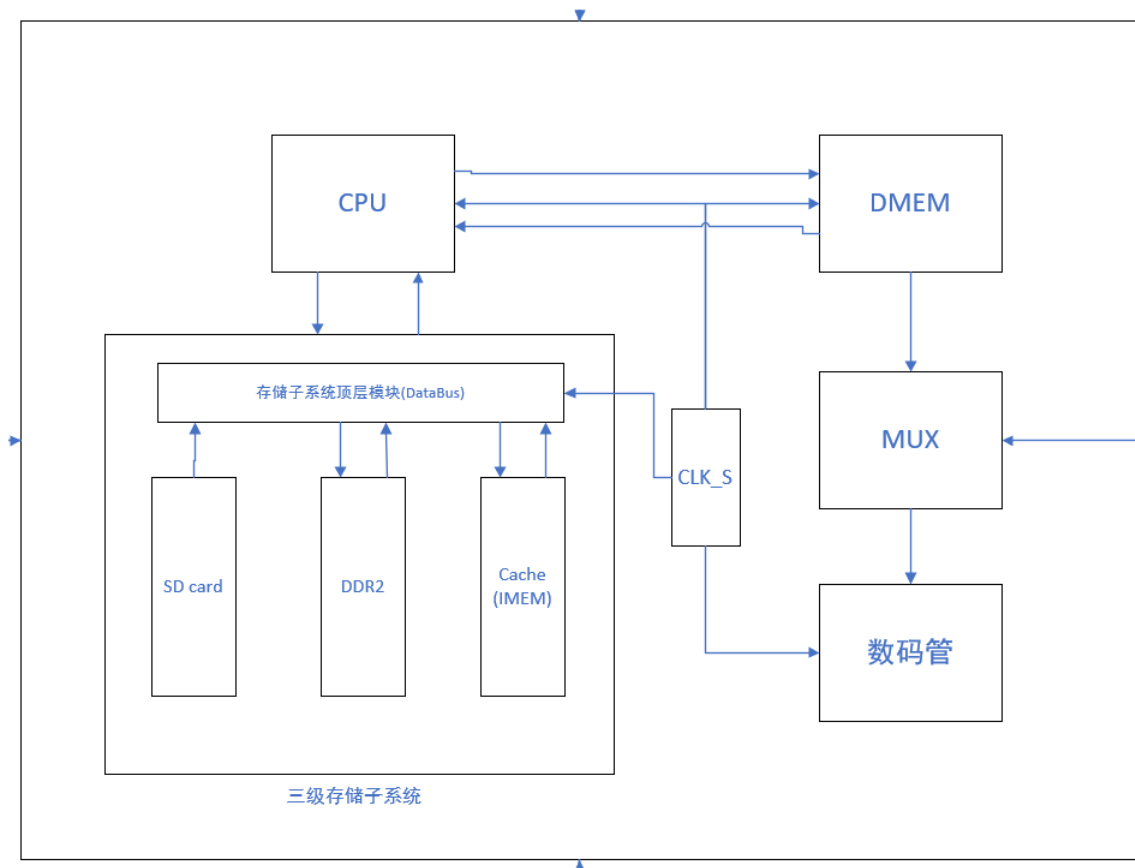 CPU
DMEM
存储子系统顶层模块(DataBus)
MUX
CLK_S
SD card
DDR2
Cache
(IMEM)
数码管
三级存储子系统